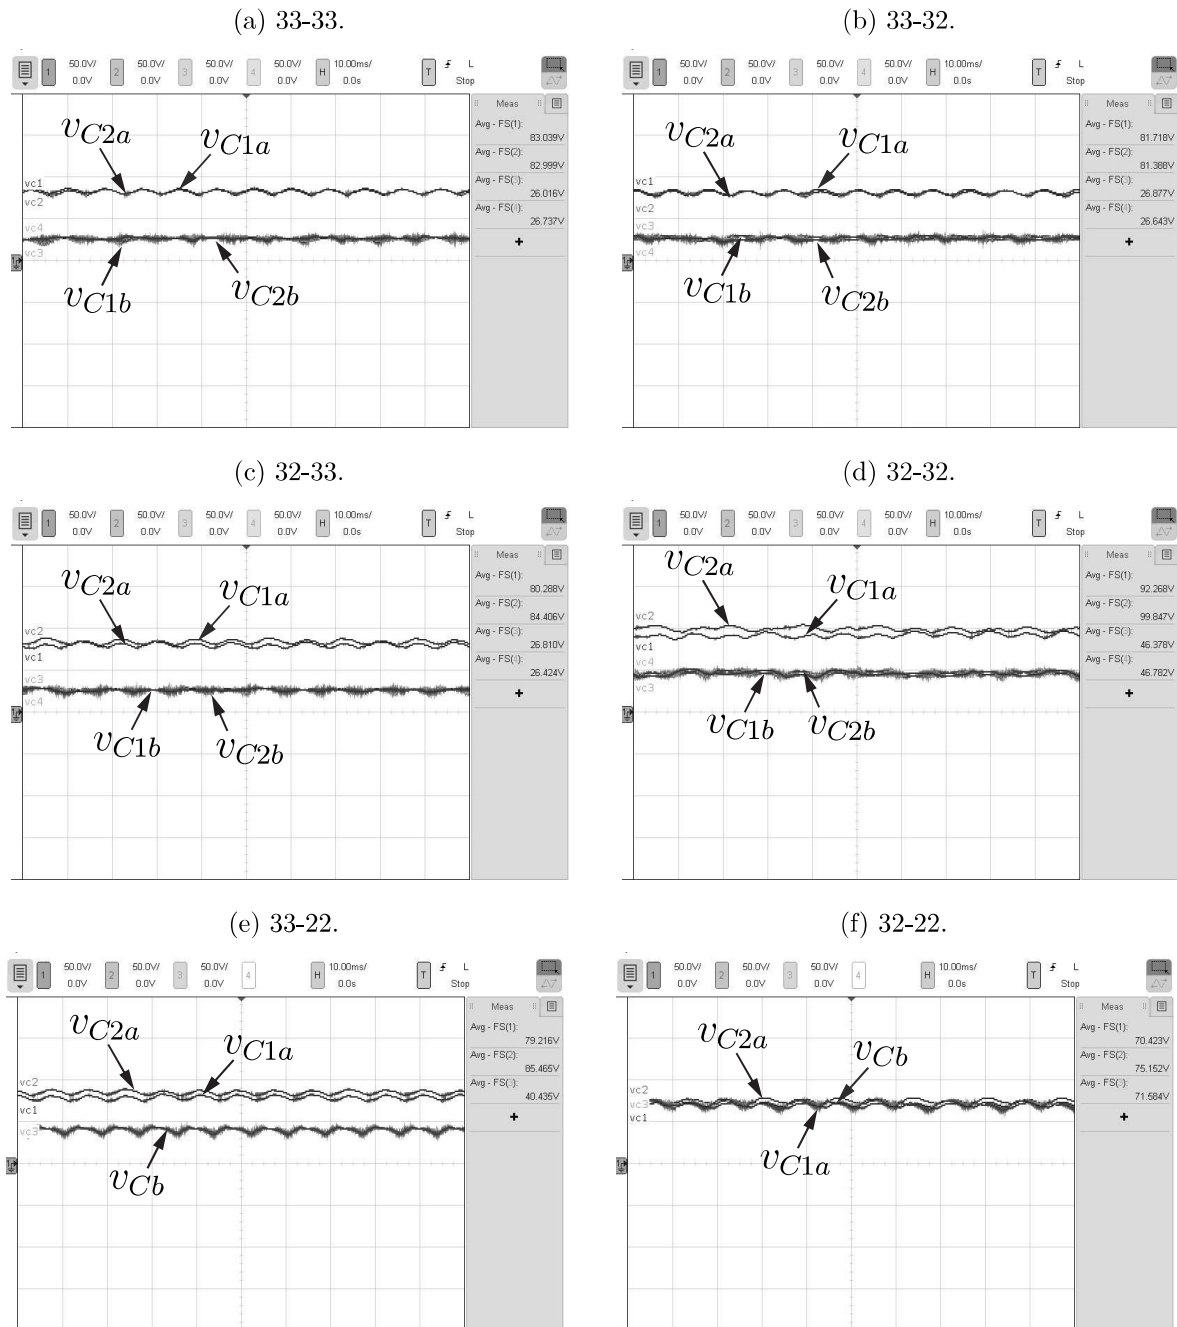 (a) 33-33.
1 50.0V/ 2 50.0V/ 3 50.0V/ 4 50.0V/ H 10.00ms/ T L
0.0V 0.0V 0.0V 0.0V 0.0s Stop
Meas
Avg - FS(1):
83.039V
Avg - FS(2):
82.999V
Avg - FS(3):
26.016V
Avg - FS(4):
26.737V
+
vC2a vC1a
vc1
vc2
vc4
vc3
vC1b vC2b
(b) 33-32.
1 50.0V/ 2 50.0V/ 3 50.0V/ 4 50.0V/ H 10.00ms/ T L
0.0V 0.0V 0.0V 0.0V 0.0s Stop
Meas
Avg - FS(1):
81.718V
Avg - FS(2):
81.388V
Avg - FS(3):
26.877V
Avg - FS(4):
26.643V
+
vC2a vC1a
vc1
vc2
vc3
vc4
vC1b vC2b
(c) 32-33.
1 50.0V/ 2 50.0V/ 3 50.0V/ 4 50.0V/ H 10.00ms/ T L
0.0V 0.0V 0.0V 0.0V 0.0s Stop
Meas
Avg - FS(1):
80.288V
Avg - FS(2):
84.406V
Avg - FS(3):
26.810V
Avg - FS(4):
26.424V
+
vC2a vC1a
vc2
vc1
vc3
vc4
vC1b vC2b
(d) 32-32.
1 50.0V/ 2 50.0V/ 3 50.0V/ 4 50.0V/ H 10.00ms/ T L
0.0V 0.0V 0.0V 0.0V 0.0s Stop
Meas
Avg - FS(1):
92.268V
Avg - FS(2):
99.847V
Avg - FS(3):
46.378V
Avg - FS(4):
46.782V
+
vC2a vC1a
vc2
vc1
vc4
vc3
vC1b vC2b
(e) 33-22.
1 50.0V/ 2 50.0V/ 3 50.0V/ 4 H 10.00ms/ T L
0.0V 0.0V 0.0V 0.0s Stop
Meas
Avg - FS(1):
79.216V
Avg - FS(2):
85.465V
Avg - FS(3):
40.435V
+
vC2a vC1a
vc2
vc1
vc3
vCb
(f) 32-22.
1 50.0V/ 2 50.0V/ 3 50.0V/ 4 H 10.00ms/ T L
0.0V 0.0V 0.0V 0.0s Stop
Meas
Avg - FS(1):
70.423V
Avg - FS(2):
75.152V
Avg - FS(3):
71.584V
+
vC2a vCb
vc2
vc3
vc1
vC1a